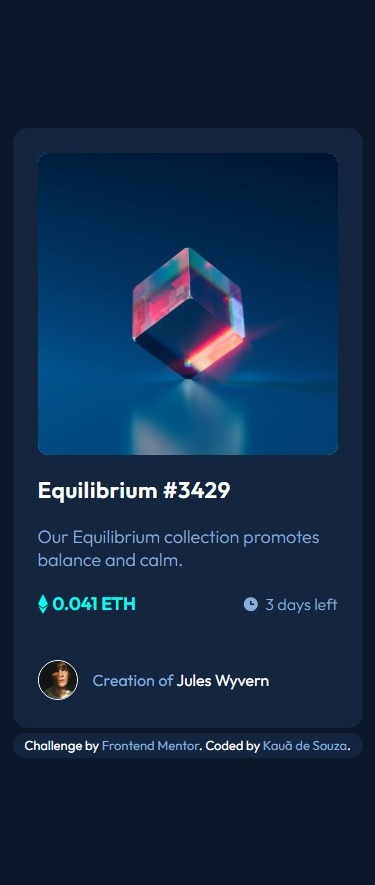 Equilibrium #3429
Our Equilibrium collection promotes
balance and calm.
0.041 ETH
3 days left
Creation of Jules Wyvern
Challenge by Frontend Mentor. Coded by Kauã de Souza.